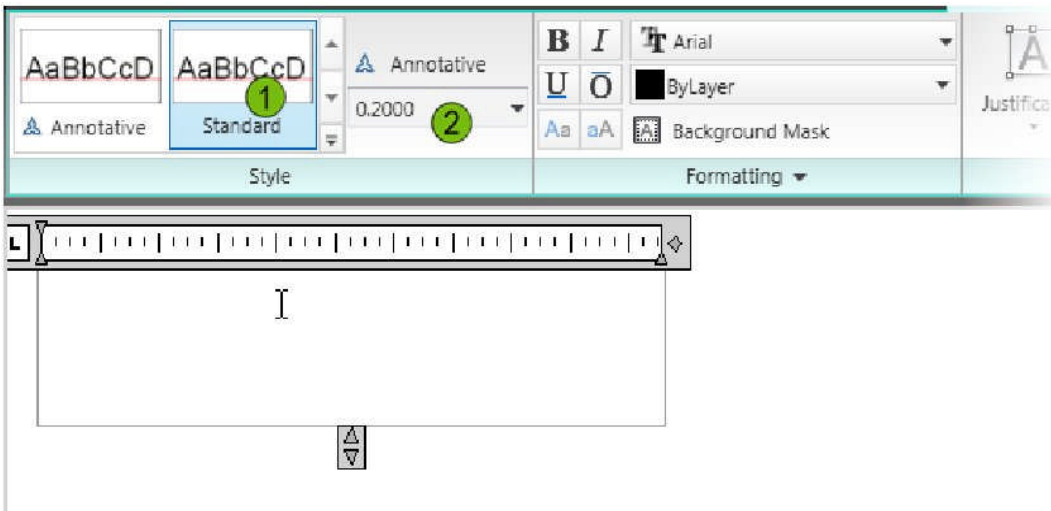 AaBbCcD AaBbCcD Annotative
Annotative 1 Standard 0.2000 2
Style
B I Arial
U O ByLayer
Aa aA A Background Mask
Formatting
A
Justifica
L